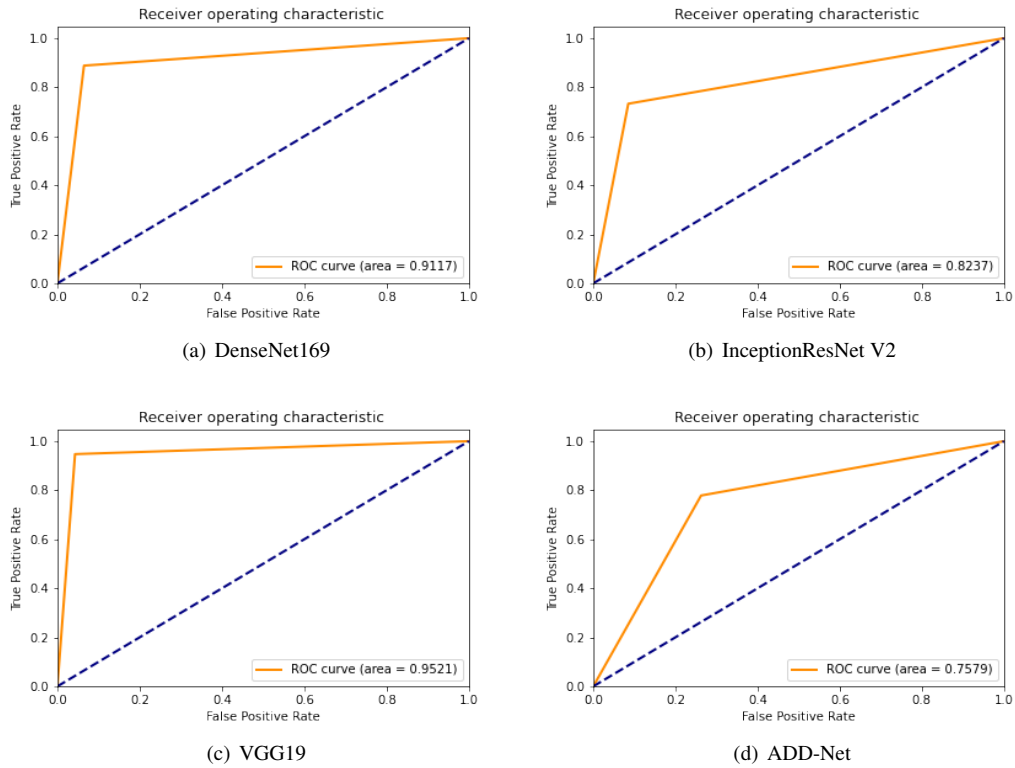 Receiver operating characteristic
1.0
0.8
0.6
0.4
0.2
0.0
True Positive Rate
ROC curve (area = 0.9117)
0.0 0.2 0.4 0.6 0.8 1.0
False Positive Rate
(a) DenseNet169
Receiver operating characteristic
1.0
0.8
0.6
0.4
0.2
0.0
True Positive Rate
ROC curve (area = 0.8237)
0.0 0.2 0.4 0.6 0.8 1.0
False Positive Rate
(b) InceptionResNet V2
Receiver operating characteristic
1.0
0.8
0.6
0.4
0.2
0.0
True Positive Rate
ROC curve (area = 0.9521)
0.0 0.2 0.4 0.6 0.8 1.0
False Positive Rate
(c) VGG19
Receiver operating characteristic
1.0
0.8
0.6
0.4
0.2
0.0
True Positive Rate
ROC curve (area = 0.7579)
0.0 0.2 0.4 0.6 0.8 1.0
False Positive Rate
(d) ADD-Net